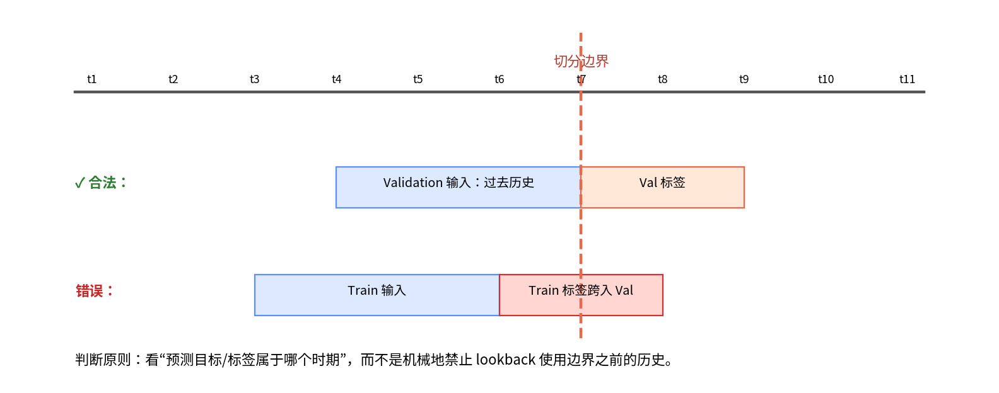 切分边界
t1 t2 t3 t4 t5 t6 t7 t8 t9 t10 t11
✓ 合法： Validation 输入：过去历史 Val 标签
错误： Train 输入 Train 标签跨入 Val
判断原则：看“预测目标/标签属于哪个时期”，而不是机械地禁止 lookback 使用边界之前的历史。